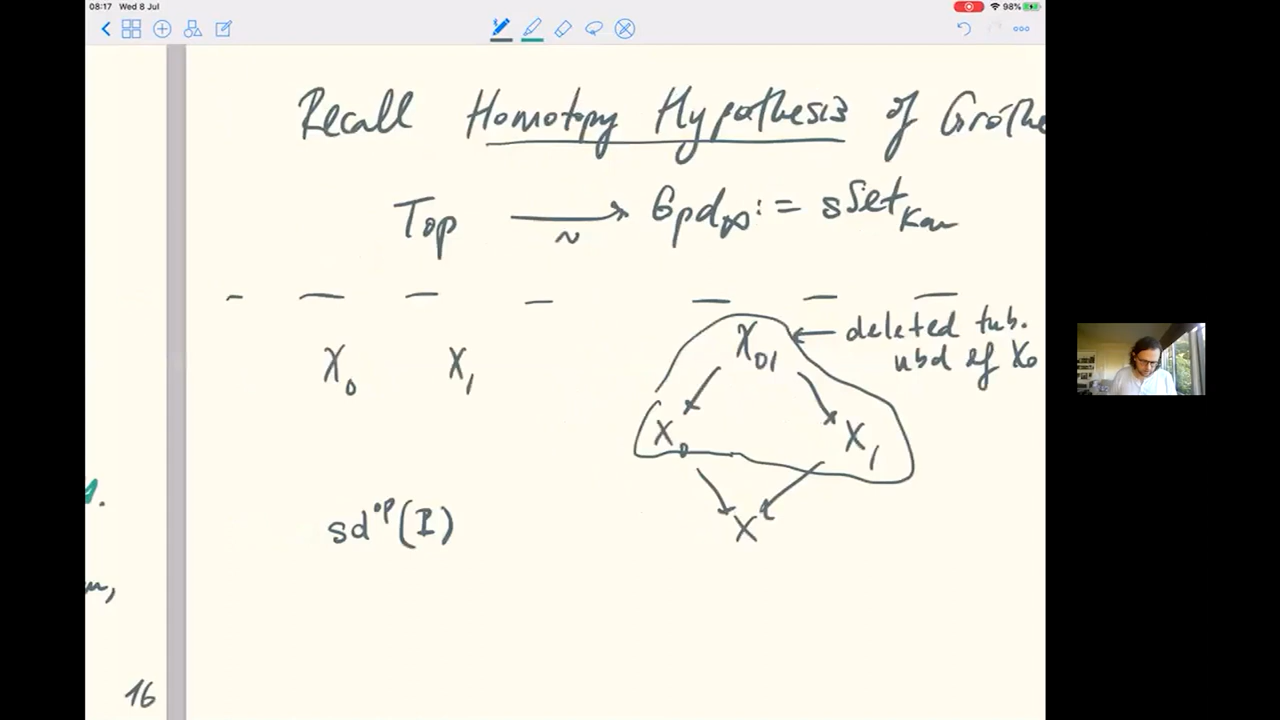 08:17 Wed 8 Jul
98%
Recall Homotopy Hypothesis of Grothe
Top ⟶ ~ Gpd∞ := sSet_Kan
X₀ X₁
X₀₁ ← deleted tub.
nbd of X₀
X₀ X₁
sd^op(I)
X
m,
16